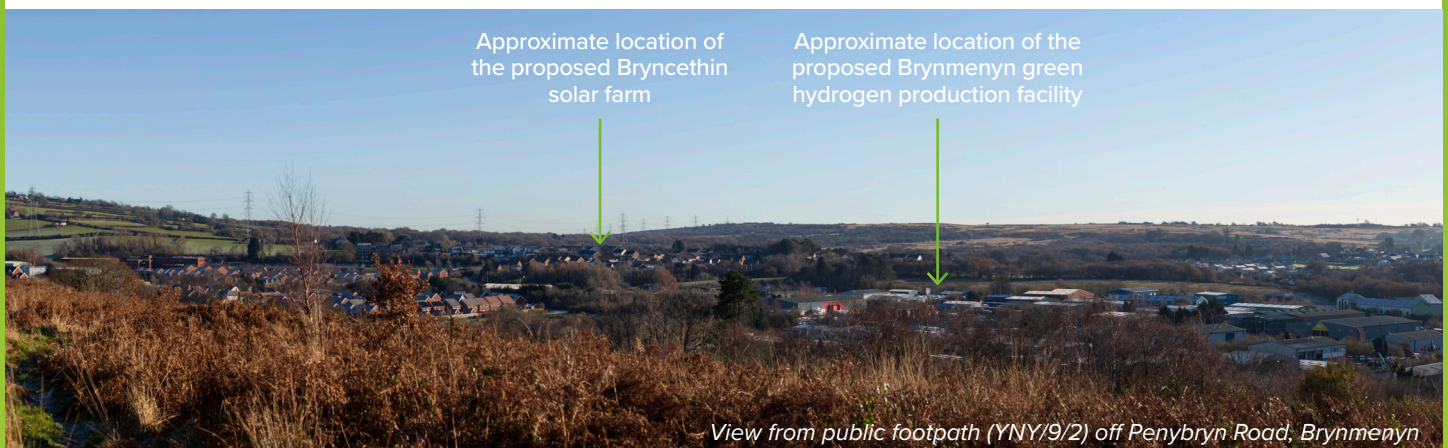 Approximate location of
the proposed Bryncethin
solar farm
Approximate location of the
proposed Brynmenyn green
hydrogen production facility
View from public footpath (YNY/9/2) off Penybryn Road, Brynmenyn